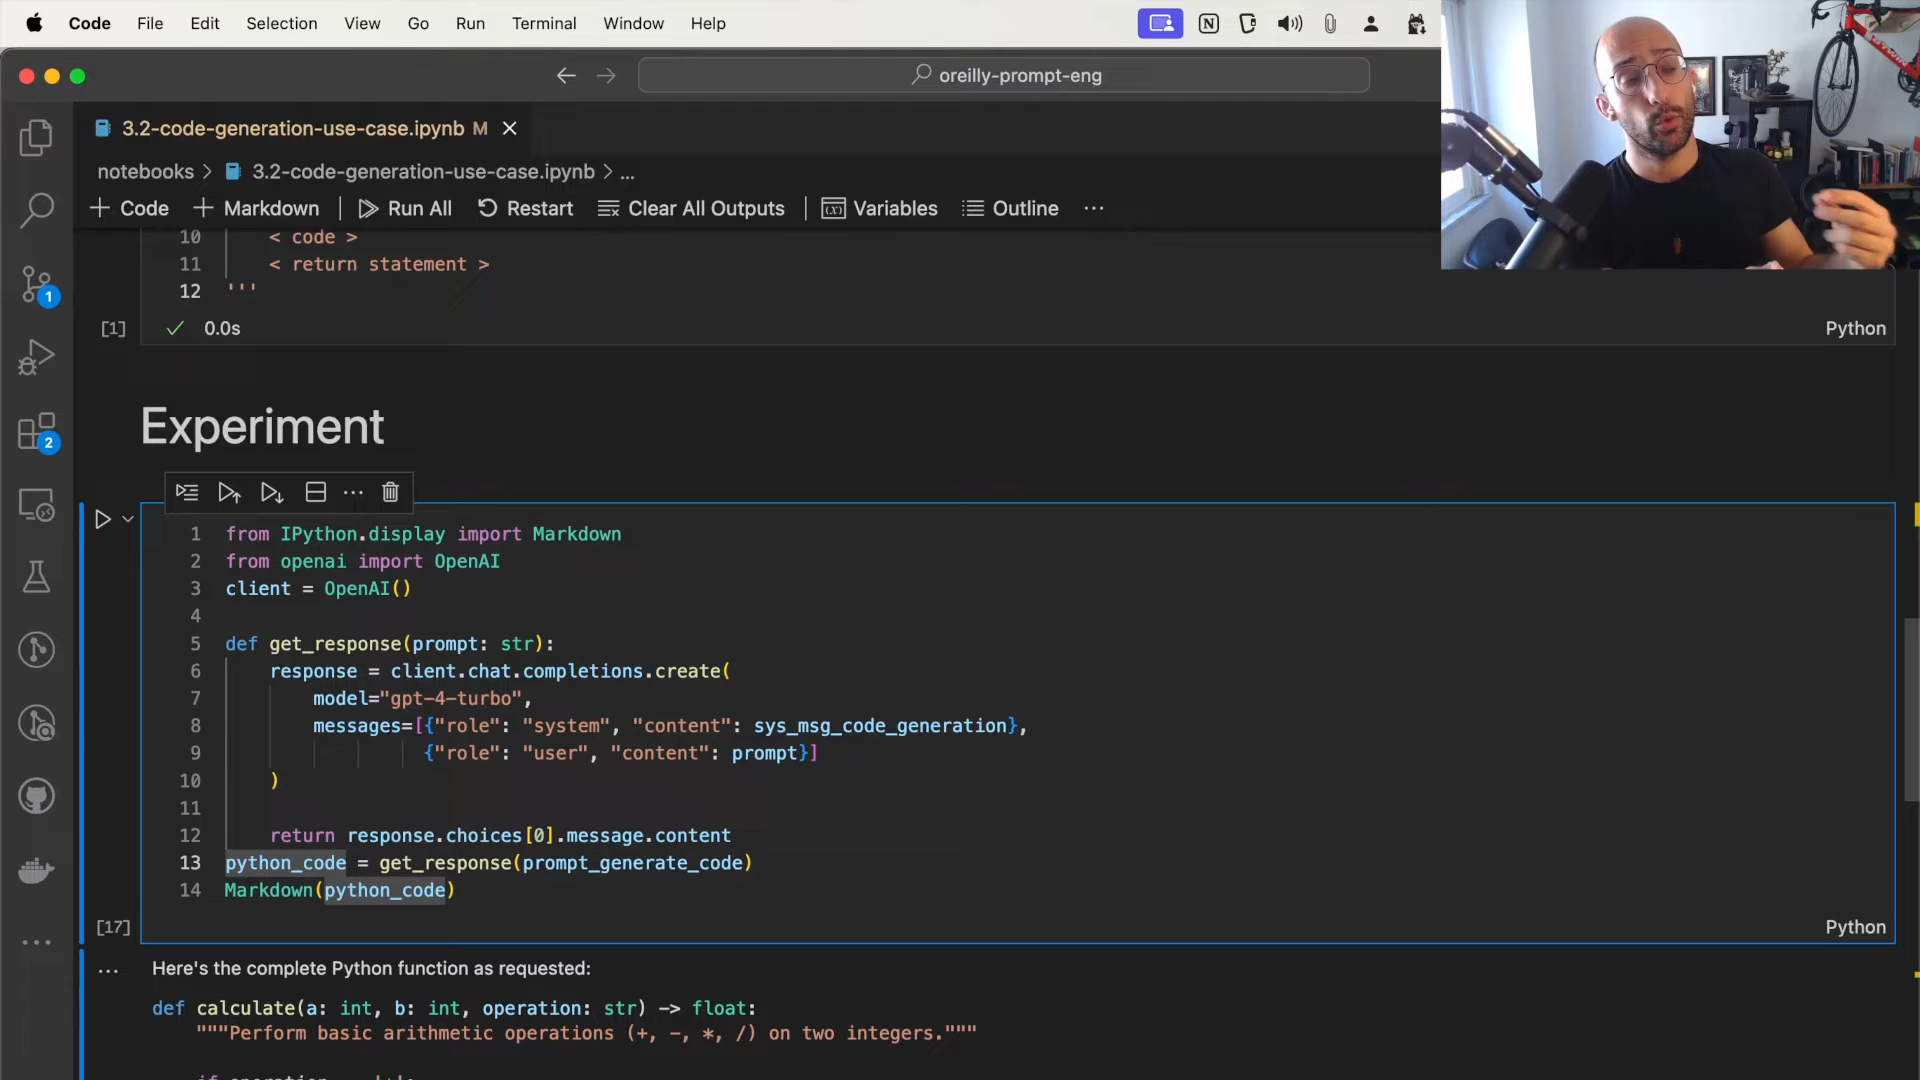 Code File Edit Selection View Go Run Terminal Window Help
oreilly-prompt-eng
3.2-code-generation-use-case.ipynb M
notebooks > 3.2-code-generation-use-case.ipynb > ...
Code Markdown Run All Restart Clear All Outputs Variables Outline ...
10 < code >
11 < return statement >
12 '''
[1] 0.0s Python
Experiment
1 from IPython.display import Markdown
2 from openai import OpenAI
3 client = OpenAI()
4
5 def get_response(prompt: str):
6 response = client.chat.completions.create(
7 model="gpt-4-turbo",
8 messages=[{"role": "system", "content": sys_msg_code_generation},
9 {"role": "user", "content": prompt}]
10 )
11
12 return response.choices[0].message.content
13 python_code = get_response(prompt_generate_code)
14 Markdown(python_code)
[17] Python
1
2
... Here's the complete Python function as requested:
def calculate(a: int, b: int, operation: str) -> float:
"""Perform basic arithmetic operations (+, -, *, /) on two integers."""